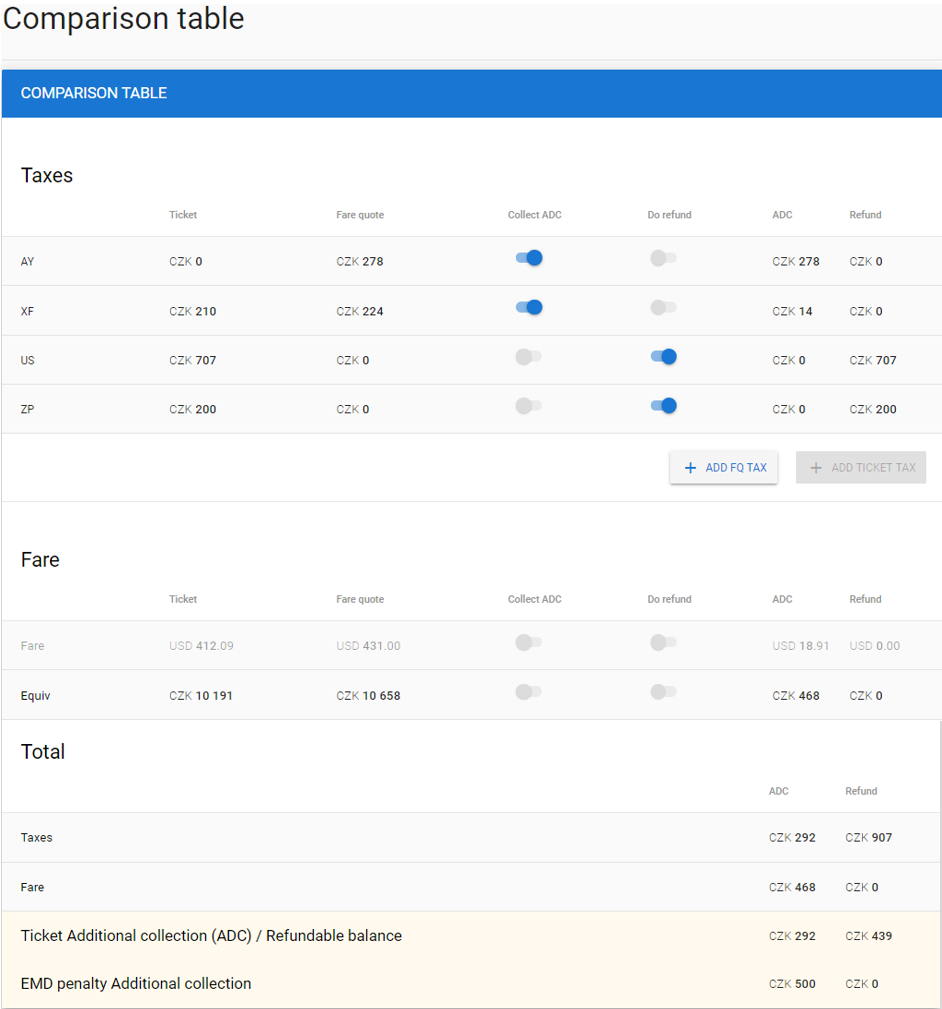 Comparison table
COMPARISON TABLE
Taxes
Ticket Fare quote Collect ADC Do refund ADC Refund
AY CZK 0 CZK 278 CZK 278 CZK 0
XF CZK 210 CZK 224 CZK 14 CZK 0
US CZK 707 CZK 0 CZK 0 CZK 707
ZP CZK 200 CZK 0 CZK 0 CZK 200
+ ADD FQ TAX + ADD TICKET TAX
Fare
Ticket Fare quote Collect ADC Do refund ADC Refund
Fare USD 412.09 USD 431.00 USD 18.91 USD 0.00
Equiv CZK 10 191 CZK 10 658 CZK 468 CZK 0
Total
ADC Refund
Taxes CZK 292 CZK 907
Fare CZK 468 CZK 0
Ticket Additional collection (ADC) / Refundable balance CZK 292 CZK 439
EMD penalty Additional collection CZK 500 CZK 0